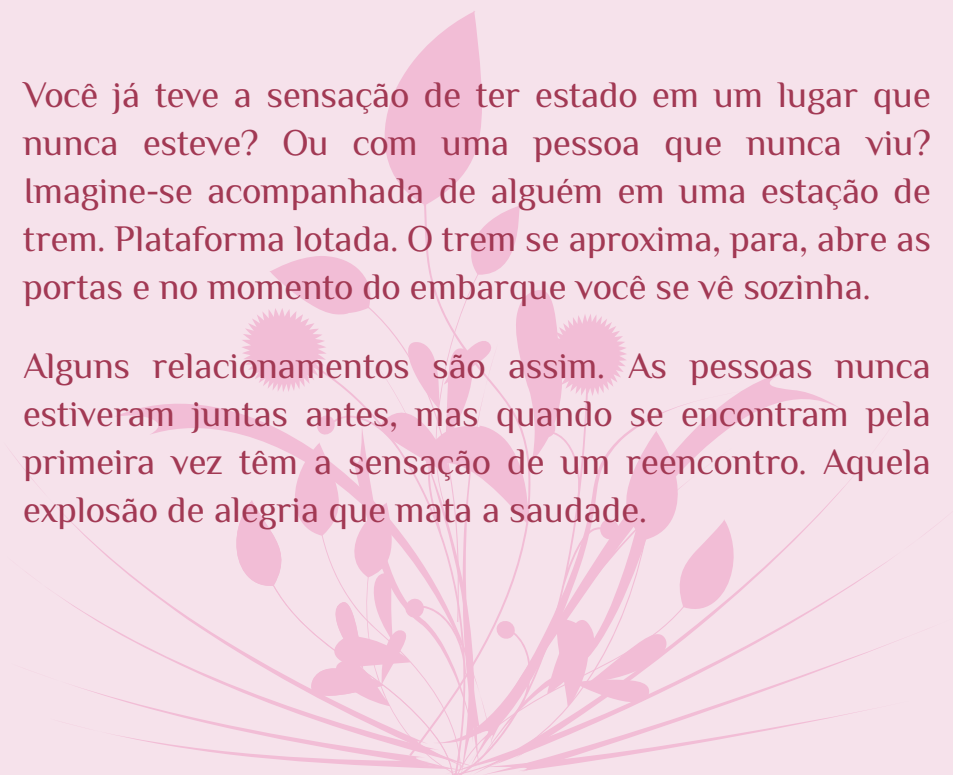 Você já teve a sensação de ter estado em um lugar que
nunca esteve? Ou com uma pessoa que nunca viu?
Imagine-se acompanhada de alguém em uma estação de
trem. Plataforma lotada. O trem se aproxima, para, abre as
portas e no momento do embarque você se vê sozinha.
Alguns relacionamentos são assim. As pessoas nunca
estiveram juntas antes, mas quando se encontram pela
primeira vez têm a sensação de um reencontro. Aquela
explosão de alegria que mata a saudade.